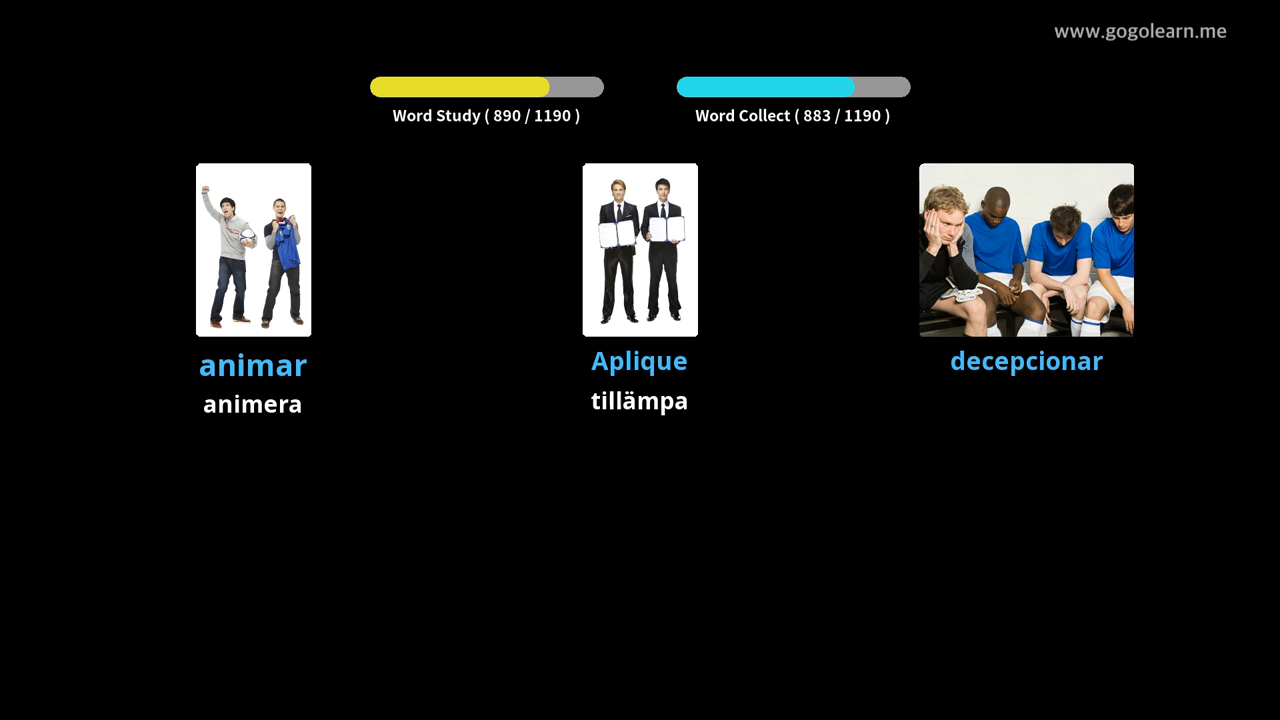 www.gogolearn.me
Word Study ( 890 / 1190 )
Word Collect ( 883 / 1190 )
animar
animera
Aplique
tillämpa
decepcionar